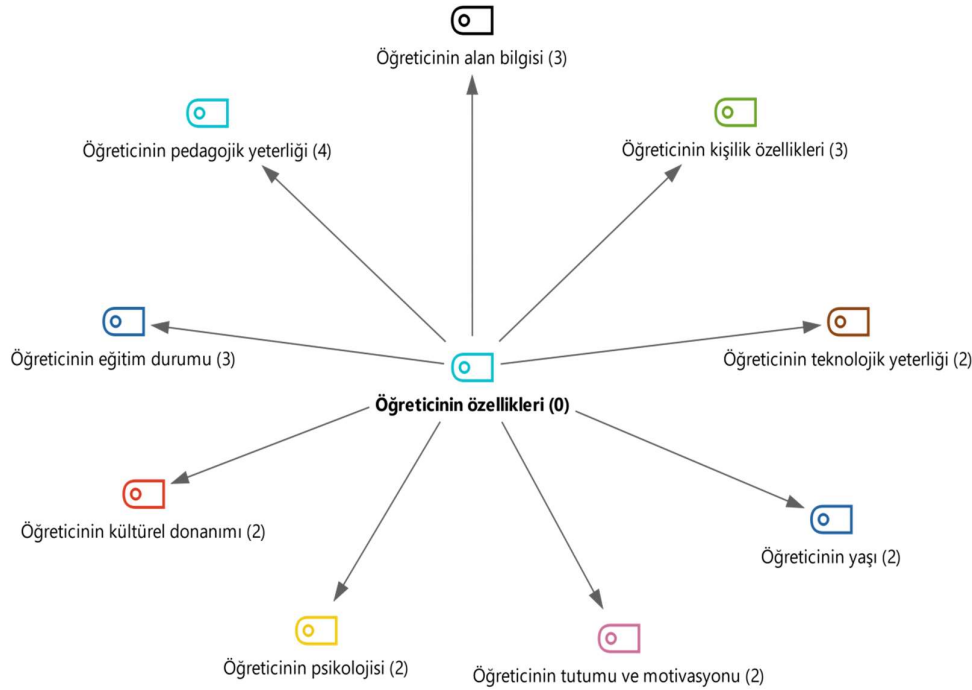 Öğreticinin alan bilgisi (3)
Öğreticinin pedagojik yeterliği (4)
Öğreticinin kişilik özellikleri (3)
Öğreticinin eğitim durumu (3)
Öğreticinin teknolojik yeterliği (2)
Öğreticinin özellikleri (0)
Öğreticinin kültürel donanımı (2)
Öğreticinin yaşı (2)
Öğreticinin psikolojisi (2)
Öğreticinin tutumu ve motivasyonu (2)